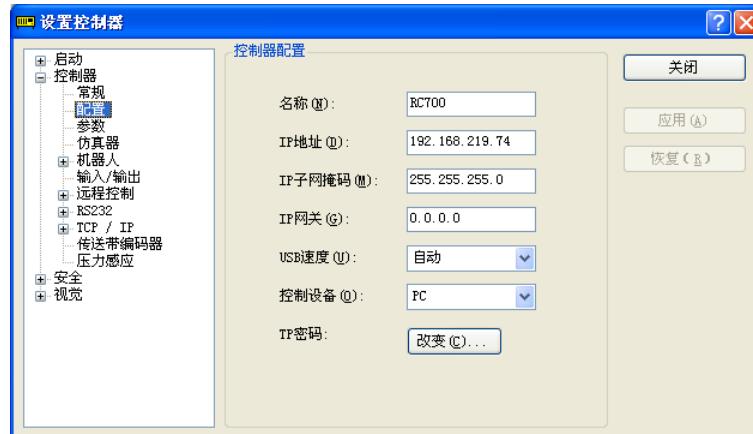 设置控制器
启动
控制器
常规
配置
参数
仿真器
机器人
输入/输出
远程控制
RS232
TCP / IP
传送带编码器
压力感应
安全
视觉
控制器配置
名称(N):
RC700
IP地址(D):
192.168.219.74
IP子网掩码(M):
255.255.255.0
IP网关(G):
0.0.0.0
USB速度(U):
自动
控制设备(O):
PC
TP密码:
改变(C)...
关闭
应用(A)
恢复(R)